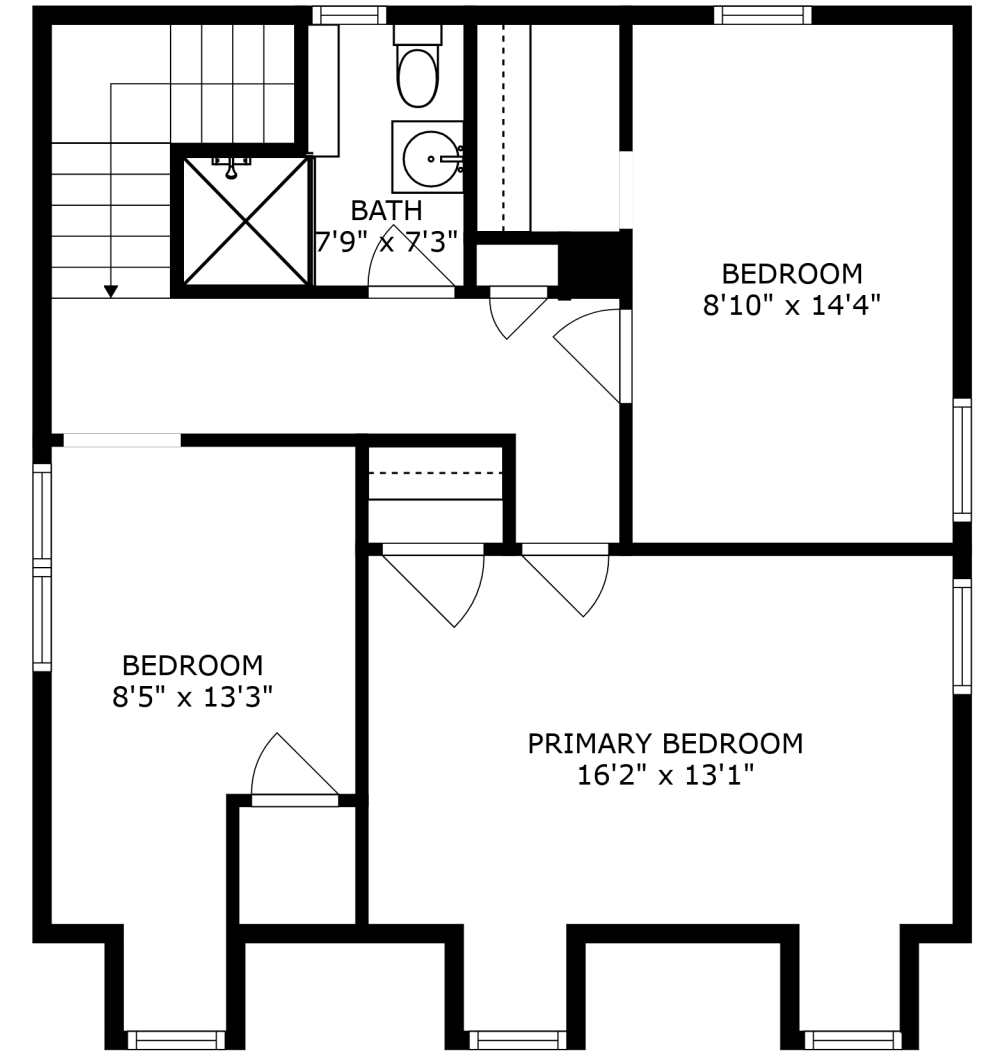 BATH
7'9" x 7'3"
BEDROOM
8'10" x 14'4"
BEDROOM
8'5" x 13'3"
PRIMARY BEDROOM
16'2" x 13'1"